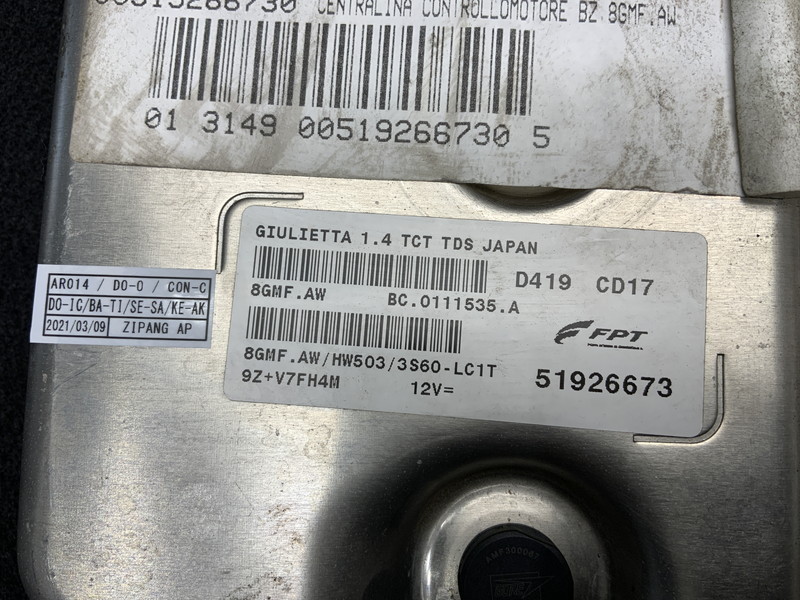 CENTRALINA CONTROLLOMOTORE BZ 8GMF.AW
01 3149 00519266730 5
GIULIETTA 1.4 TCT TDS JAPAN
D419 CD17
8GMF.AW BC.0111535.A
FPT
8GMF.AW/HW503/3S60-LC1T
9Z+V7FH4M 12V= 51926673
AR014 / DO-O / CON-C
DO-IC/BA-TI/SE-SA/KE-AK
2021/03/09 ZIPANG AP